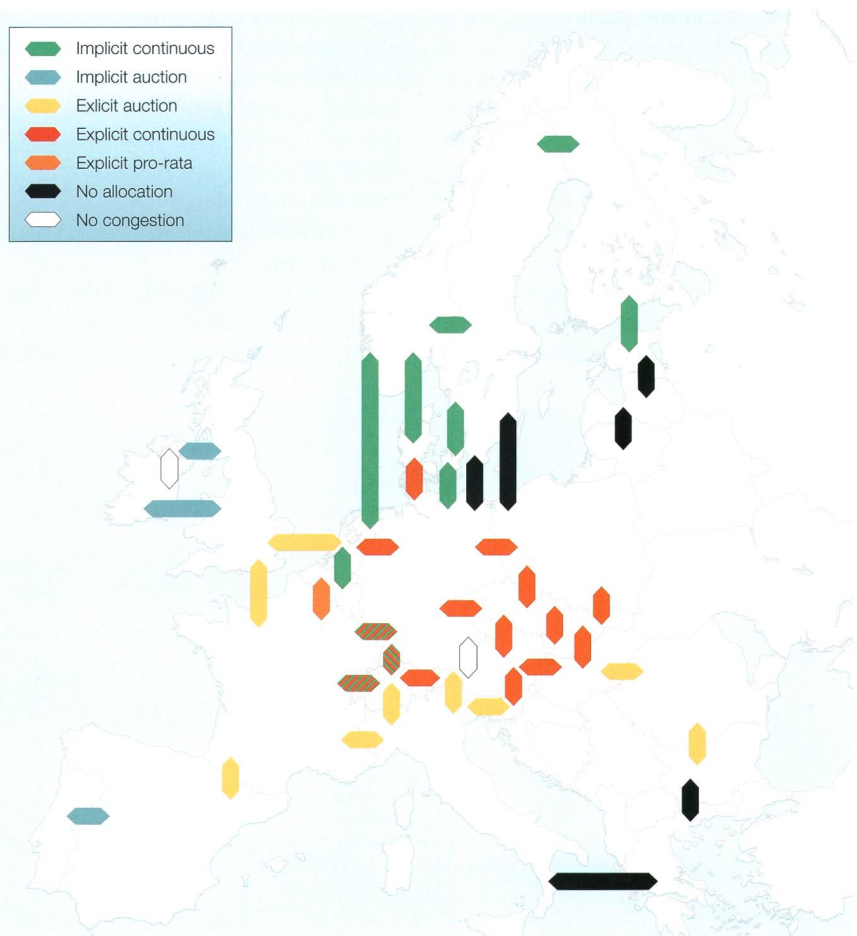 Implicit continuous
Implicit auction
Exlicit auction
Explicit continuous
Explicit pro-rata
No allocation
No congestion